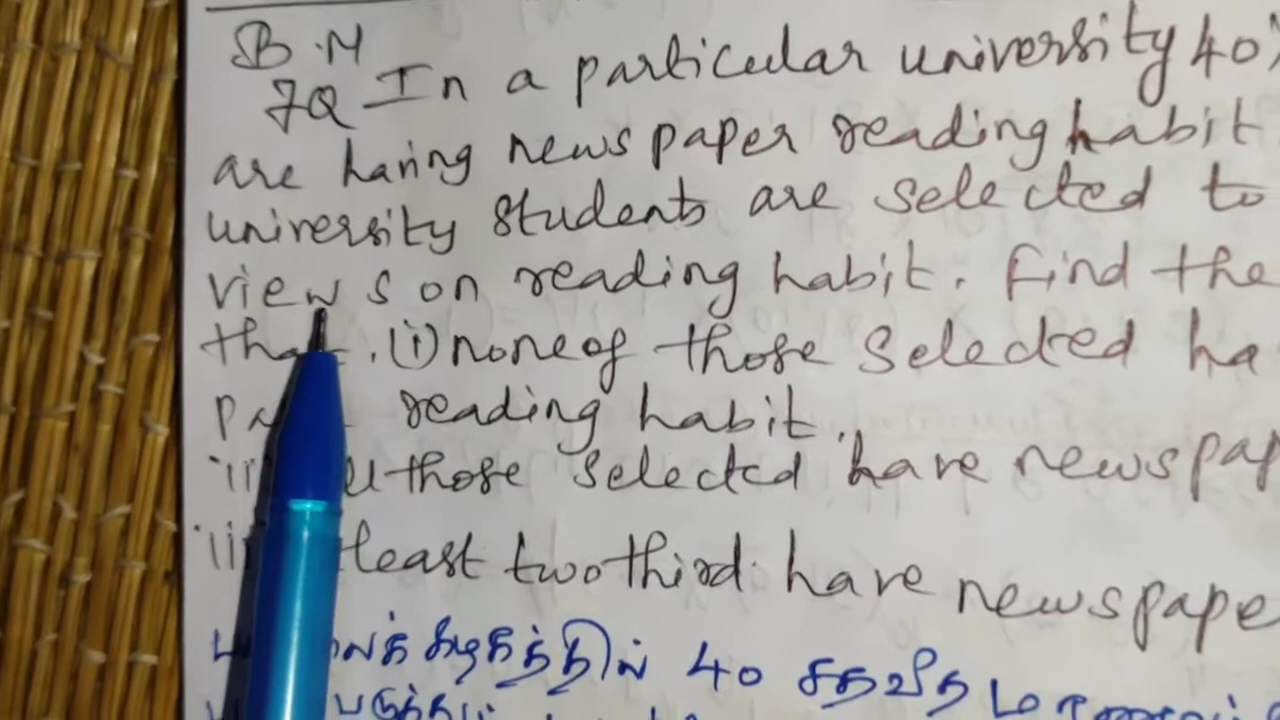 B.M
7Q In a particular university 40%
are having news paper reading habit
university students are selected to
views on reading habit. Find the
(i) none of those selected ha
reading habit.
those selected have newspap
least two third have newspape
40 சதவீத